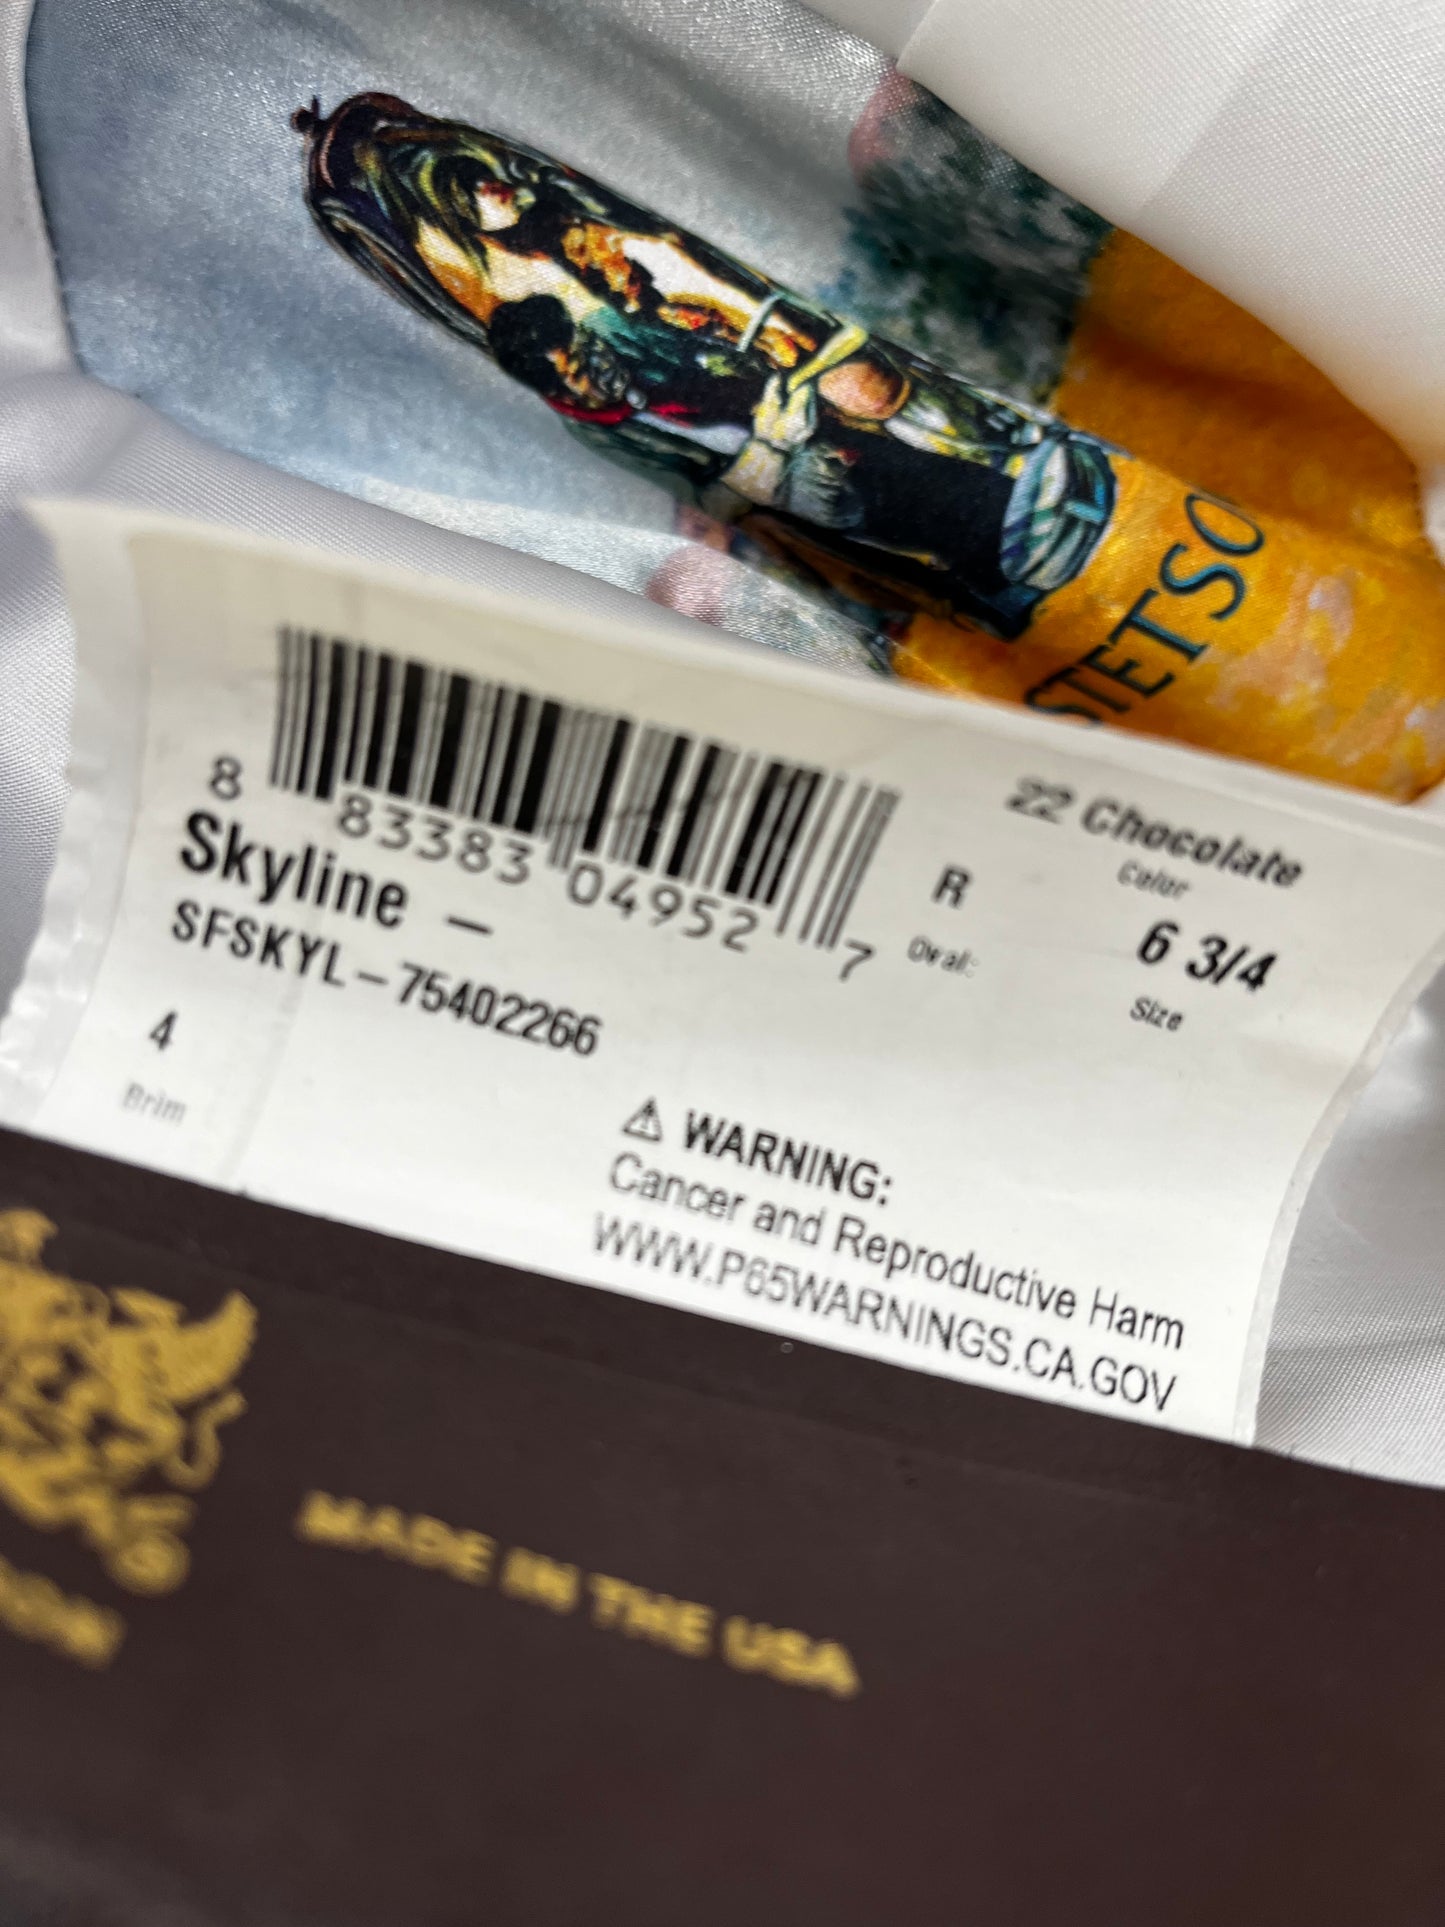 STETSO
8 83383 04952 7
R
Oval:
22 Chocolate
Color
6 3/4
Size
Skyline –
SFSKYL-75402266
4
Brim
⚠ WARNING:
Cancer and Reproductive Harm
WWW.P65WARNINGS.CA.GOV
MADE IN THE USA